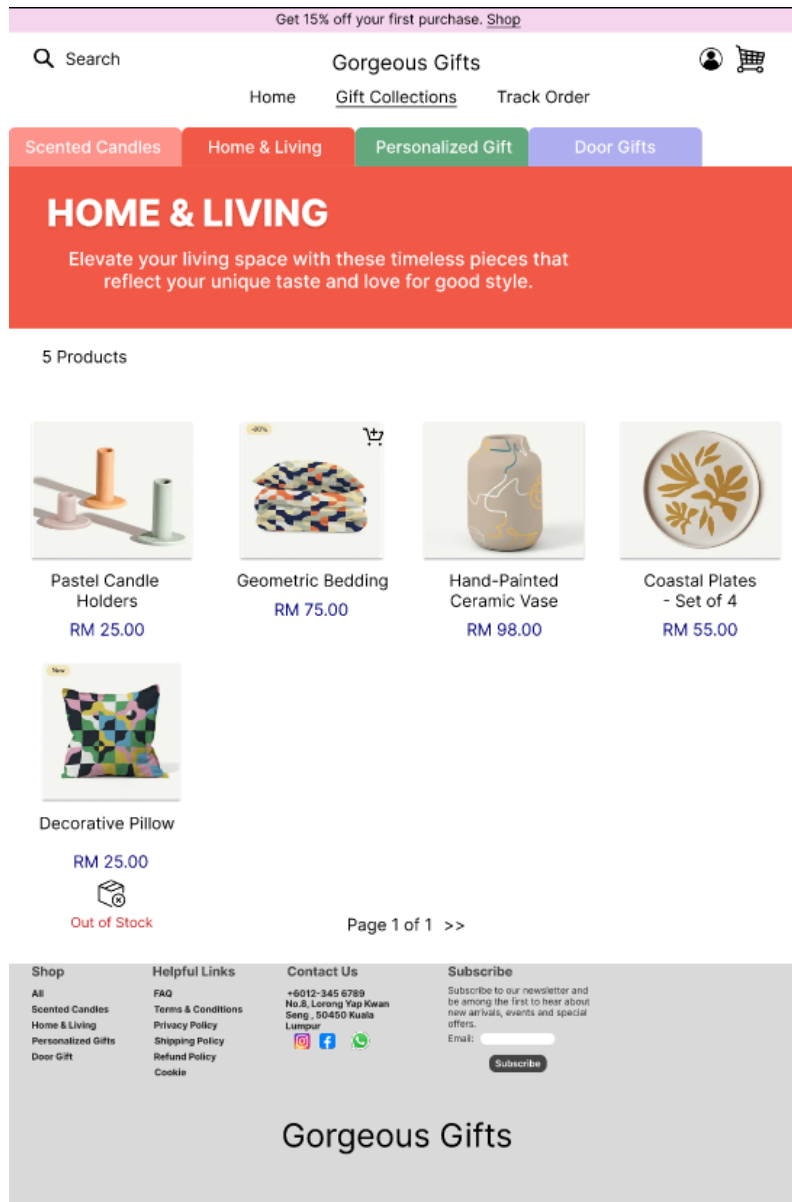 Get 15% off your first purchase. Shop
Search
Gorgeous Gifts
Home Gift Collections Track Order
Scented Candles Home & Living Personalized Gift Door Gifts
HOME & LIVING
Elevate your living space with these timeless pieces that
reflect your unique taste and love for good style.
5 Products
Pastel Candle
Holders
RM 25.00
Geometric Bedding
RM 75.00
Hand-Painted
Ceramic Vase
RM 98.00
Coastal Plates
- Set of 4
RM 55.00
New
Decorative Pillow
RM 25.00
Out of Stock
Page 1 of 1 >>
Shop
All
Scented Candles
Home & Living
Personalized Gifts
Door Gift
Helpful Links
FAQ
Terms & Conditions
Privacy Policy
Shipping Policy
Refund Policy
Cookie
Contact Us
+6012-345 6789
No.8, Lorong Yap Kwan
Seng , 50450 Kuala
Lumpur
Subscribe
Subscribe to our newsletter and
be among the first to hear about
new arrivals, events and special
offers.
Email:
Subscribe
Gorgeous Gifts